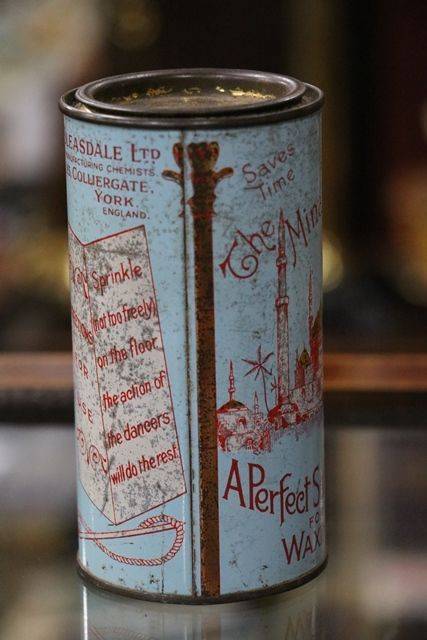 LEASDALE LTD
MANUFACTURING CHEMISTS
COLLIERGATE,
YORK
ENGLAND.
Sprinkle
(not too freely)
on the floor
the action of
the dancers
will do the rest
Saves
Time
The Min
A Perfect S
FO
WAX